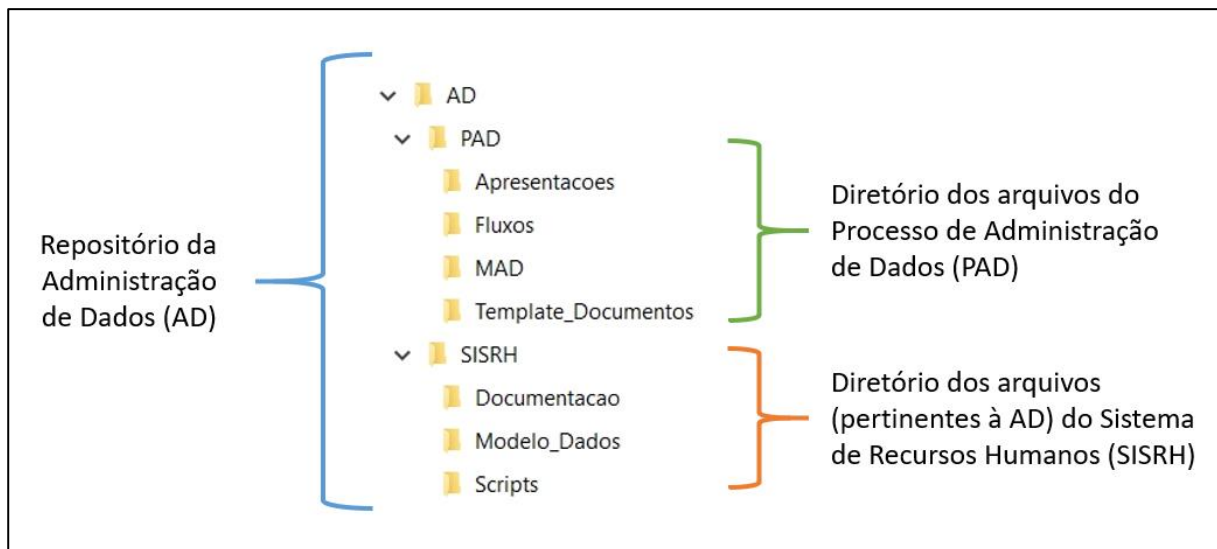 Repositório da
Administração
de Dados (AD)
AD
PAD
Apresentacoes
Fluxos
MAD
Template_Documentos
SISRH
Documentacao
Modelo_Dados
Scripts
Diretório dos arquivos do
Processo de Administração
de Dados (PAD)
Diretório dos arquivos
(pertinentes à AD) do Sistema
de Recursos Humanos (SISRH)